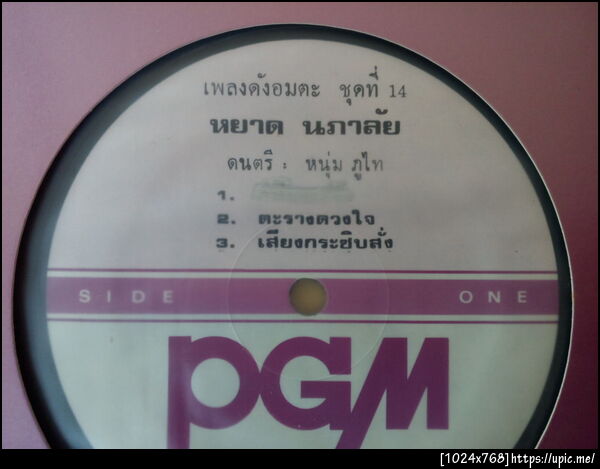 เพลงดังอมตะ ชุดที่ 14
หยาด นภาลัย
ดนตรี : หนุ่ม ภูไท
1.
2. ตะรางดวงใจ
3. เสียงกระซิบสั่ง
SIDE ONE
PGM
[1024x768]https://upic.me/